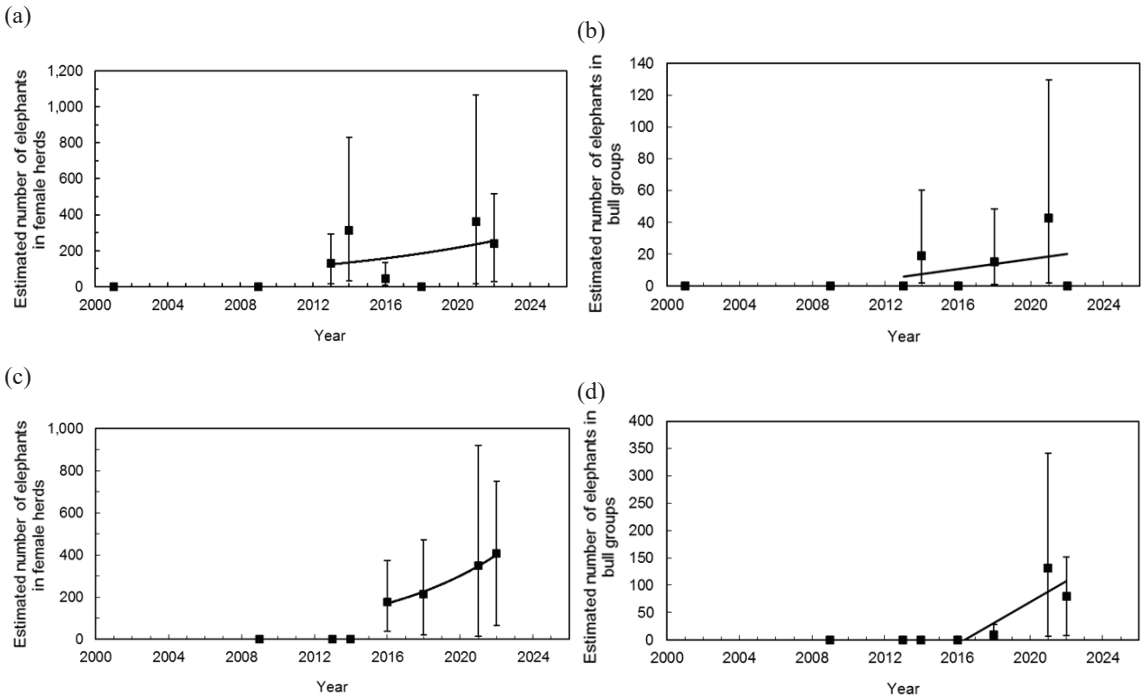 (a)
Estimated number of elephants
in female herds
1,200
1,000
800
600
400
200
0
2000 2004 2008 2012 2016 2020 2024
Year
(b)
Estimated number of elephants in
bull groups
140
120
100
80
60
40
20
0
2000 2004 2008 2012 2016 2020 2024
Year
(c)
Estimated number of elephants
in female herds
1,000
800
600
400
200
0
2000 2004 2008 2012 2016 2020 2024
Year
(d)
Estimated number of elephants in
bull groups
400
350
300
250
200
150
100
50
0
2000 2004 2008 2012 2016 2020 2024
Year